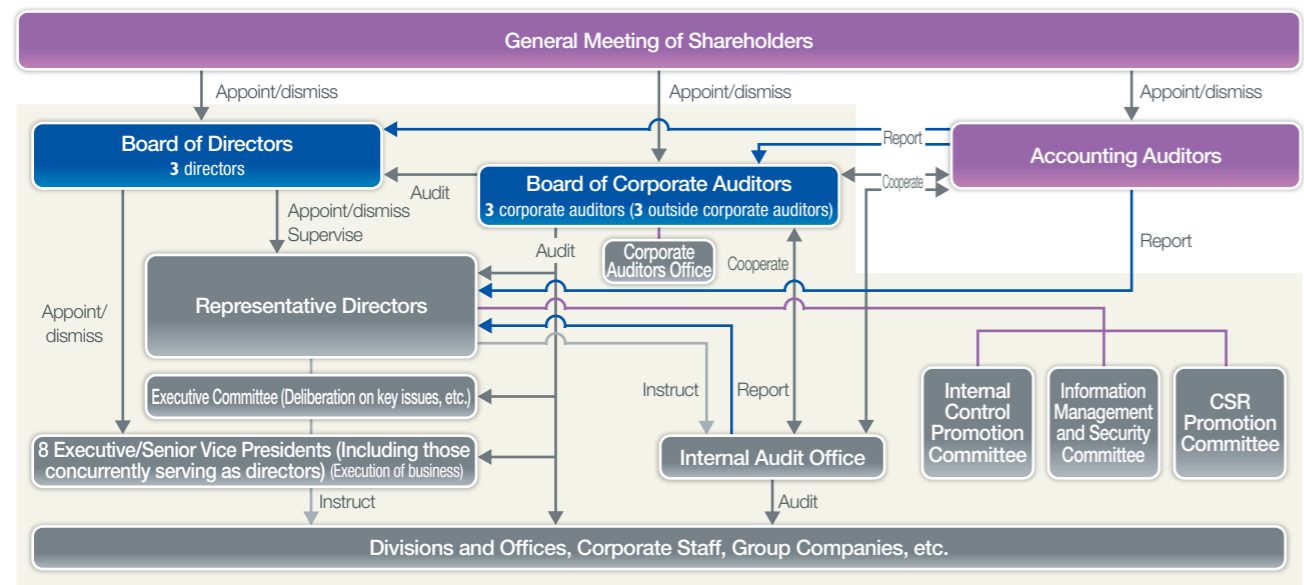 General Meeting of Shareholders
Appoint/dismiss
Appoint/dismiss
Appoint/dismiss
Board of Directors
3 directors
Report
Accounting Auditors
Audit
Board of Corporate Auditors
3 corporate auditors (3 outside corporate auditors)
Cooperate
Appoint/dismiss
Supervise
Audit
Corporate
Auditors Office
Cooperate
Report
Representative Directors
Appoint/
dismiss
Executive Committee (Deliberation on key issues, etc.)
Instruct
Report
Internal
Control
Promotion
Committee
Information
Management
and Security
Committee
CSR
Promotion
Committee
8 Executive/Senior Vice Presidents (Including those
concurrently serving as directors) (Execution of business)
Internal Audit Office
Instruct
Audit
Divisions and Offices, Corporate Staff, Group Companies, etc.